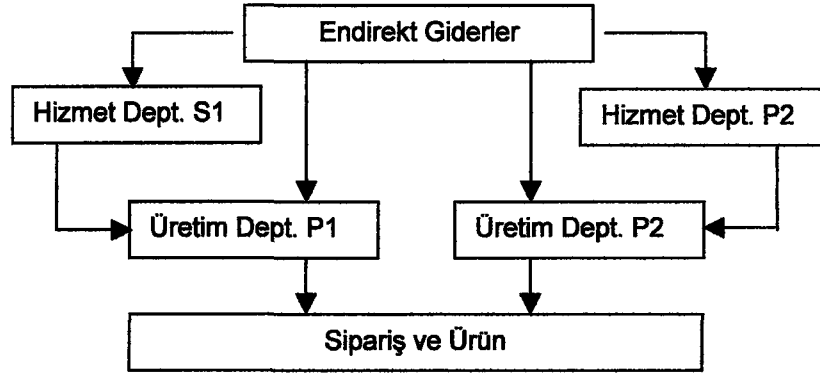 Endirekt Giderler
Hizmet Dept. S1
Hizmet Dept. P2
Üretim Dept. P1
Üretim Dept. P2
Sipariş ve Ürün